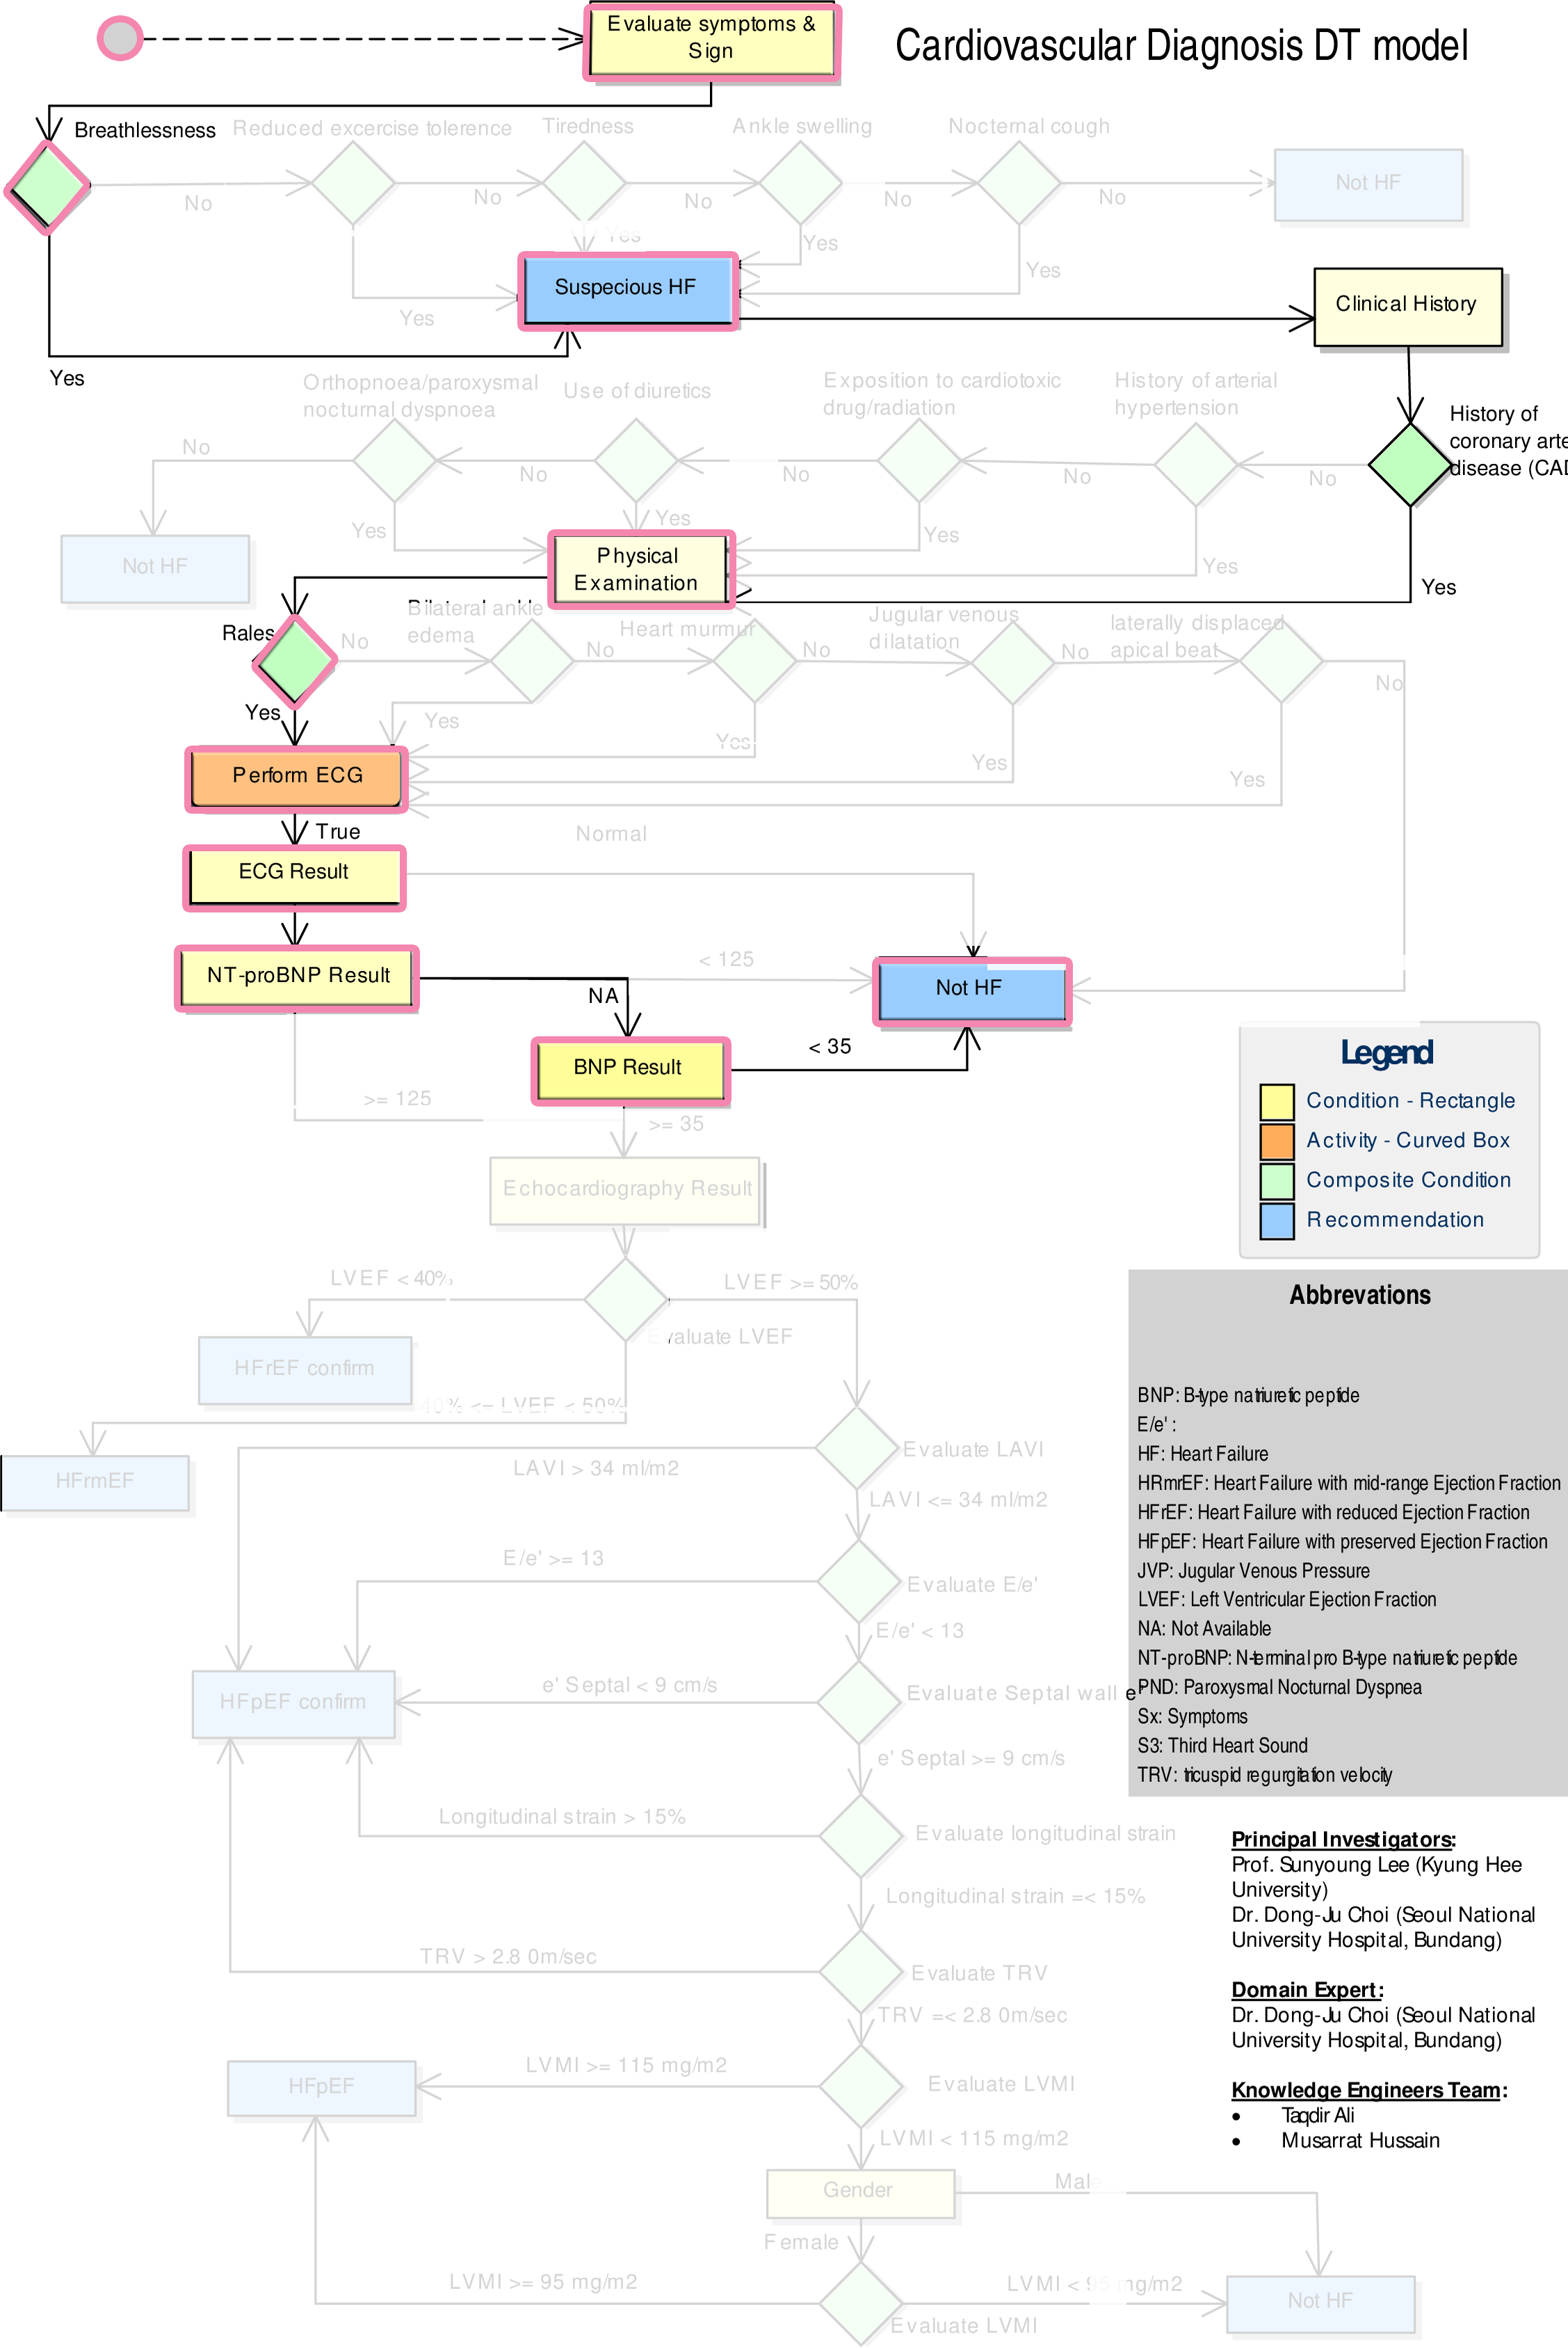 Evaluate symptoms &
Sign
Cardiovascular Diagnosis DT model
Breathlessness
Reduced excercise tolerence
Tiredness
Ankle swelling
Nocternal cough
No
No
No
No
No
Not HF
Yes
Yes
Yes
Yes
Suspecious HF
Clinical History
Yes
Orthopnoea/paroxysmal
nocturnal dyspnoea
Use of diuretics
Exposition to cardiotoxic
drug/radiation
History of arterial
hypertension
History of
coronary arte
disease (CAD
No
No
No
No
No
Yes
Yes
Yes
Yes
Yes
Not HF
Physical
Examination
Rales
No
Bilateral ankle
edema
No
Heart murmur
No
Jugular venous
dilatation
No
laterally displaced
apical beat
No
Yes
Yes
Yes
Yes
Yes
Perform ECG
True
Normal
ECG Result
NT-proBNP Result
< 125
NA
Not HF
BNP Result
< 35
>= 125
>= 35
Legend
Condition - Rectangle
Activity - Curved Box
Composite Condition
Recommendation
Echocardiography Result
LVEF < 40%
LVEF >= 50%
Evaluate LVEF
HFrEF confirm
40% <= LVEF < 50%
HFrmEF
Evaluate LAVI
LAVI > 34 ml/m2
LAVI <= 34 ml/m2
E/e' >= 13
Evaluate E/e'
E/e' < 13
HFpEF confirm
e' Septal < 9 cm/s
Evaluate Septal wall e'
e' Septal >= 9 cm/s
Longitudinal strain > 15%
Evaluate longitudinal strain
Longitudinal strain =< 15%
TRV > 2.8 0m/sec
Evaluate TRV
TRV =< 2.8 0m/sec
HFpEF
LVMI >= 115 mg/m2
Evaluate LVMI
LVMI < 115 mg/m2
Gender
Male
Female
LVMI >= 95 mg/m2
LVMI < 95 mg/m2
Evaluate LVMI
Not HF
Abbrevations
BNP: B-type natriuretic peptide
E/e' :
HF: Heart Failure
HRmrEF: Heart Failure with mid-range Ejection Fraction
HFrEF: Heart Failure with reduced Ejection Fraction
HFpEF: Heart Failure with preserved Ejection Fraction
JVP: Jugular Venous Pressure
LVEF: Left Ventricular Ejection Fraction
NA: Not Available
NT-proBNP: N-terminal pro B-type natriuretic peptide
PND: Paroxysmal Nocturnal Dyspnea
Sx: Symptoms
S3: Third Heart Sound
TRV: tricuspid regurgitation velocity
Principal Investigators:
Prof. Sunyoung Lee (Kyung Hee
University)
Dr. Dong-Ju Choi (Seoul National
University Hospital, Bundang)
Domain Expert:
Dr. Dong-Ju Choi (Seoul National
University Hospital, Bundang)
Knowledge Engineers Team:
• Taqdir Ali
• Musarrat Hussain